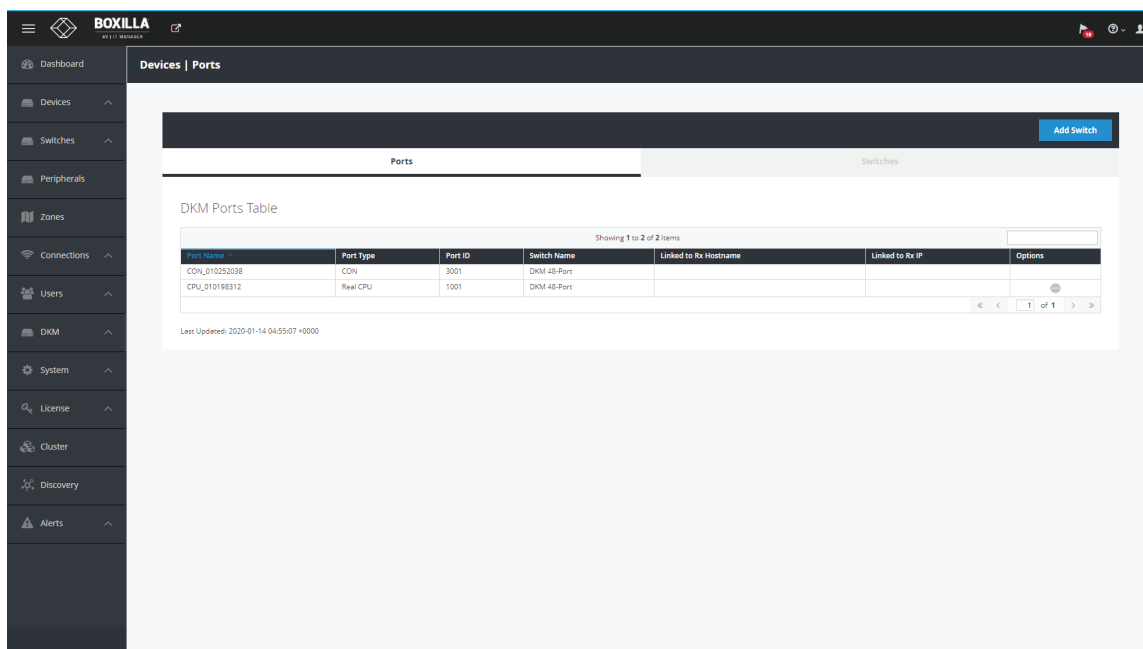 BOXILLA
AV | IT MANAGER
18
Dashboard
Devices | Ports
Devices
Switches
Add Switch
Ports
Switches
Peripherals
DKM Ports Table
Zones
Showing 1 to 2 of 2 Items
Connections
Port Name Port Type Port ID Switch Name Linked to Rx Hostname Linked to Rx IP Options
CON_010252038 CON 3001 DKM 48-Port
CPU_010198312 Real CPU 1001 DKM 48-Port
Users
1 of 1
DKM
Last Updated: 2020-01-14 04:55:07 +0000
System
License
Cluster
Discovery
Alerts